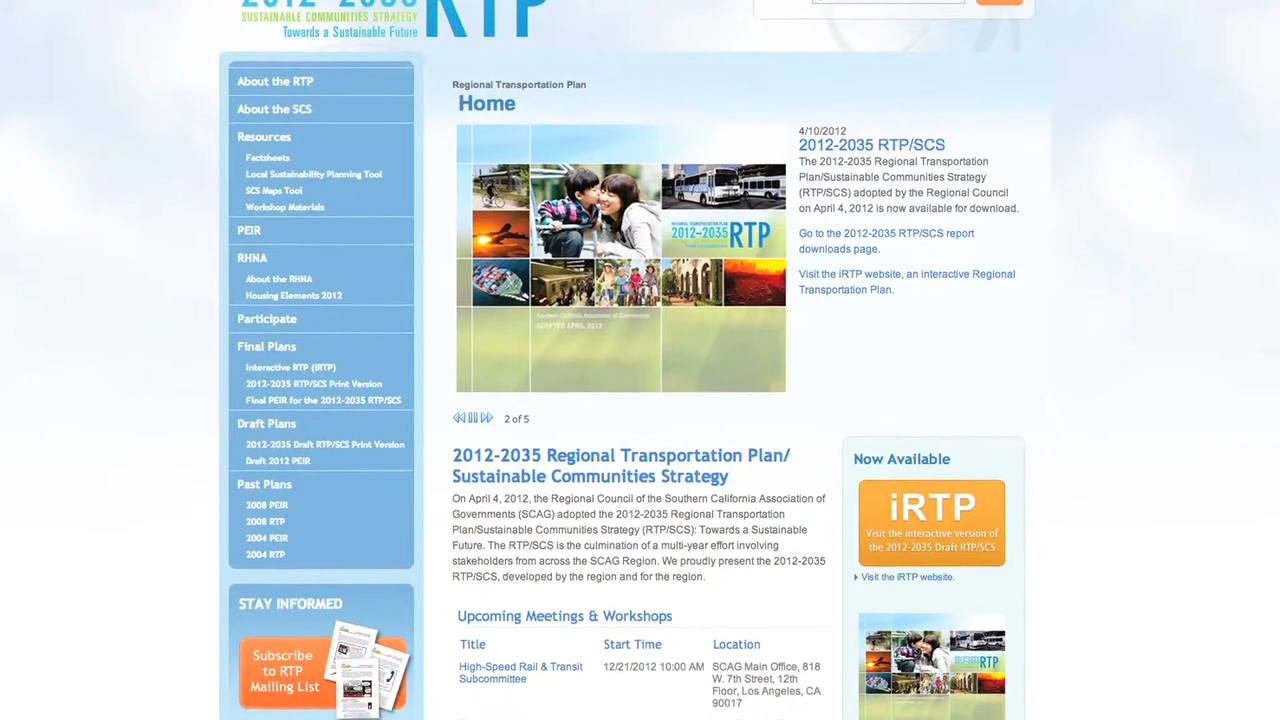 2012-2035
SUSTAINABLE COMMUNITIES STRATEGY
Towards a Sustainable Future
RTP
About the RTP
About the SCS
Resources
Factsheets
Local Sustainability Planning Tool
SCS Maps Tool
Workshop Materials
PEIR
RHNA
About the RHNA
Housing Elements 2012
Participate
Final Plans
Interactive RTP (iRTP)
2012-2035 RTP/SCS Print Version
Final PEIR for the 2012-2035 RTP/SCS
Draft Plans
2012-2035 Draft RTP/SCS Print Version
Draft 2012 PEIR
Past Plans
2008 PEIR
2008 RTP
2004 PEIR
2004 RTP
STAY INFORMED
Subscribe
to RTP
Mailing List
Regional Transportation Plan
Home
REGIONAL TRANSPORTATION PLAN
2012-2035 RTP
Southern California Association of Governments
ADOPTED APRIL 2012
4/10/2012
2012-2035 RTP/SCS
The 2012-2035 Regional Transportation
Plan/Sustainable Communities Strategy
(RTP/SCS) adopted by the Regional Council
on April 4, 2012 is now available for download.
Go to the 2012-2035 RTP/SCS report
downloads page.
Visit the iRTP website, an interactive Regional
Transportation Plan.
2 of 5
2012-2035 Regional Transportation Plan/
Sustainable Communities Strategy
On April 4, 2012, the Regional Council of the Southern California Association of
Governments (SCAG) adopted the 2012-2035 Regional Transportation
Plan/Sustainable Communities Strategy (RTP/SCS): Towards a Sustainable
Future. The RTP/SCS is the culmination of a multi-year effort involving
stakeholders from across the SCAG Region. We proudly present the 2012-2035
RTP/SCS, developed by the region and for the region.
Upcoming Meetings & Workshops
Title Start Time Location
High-Speed Rail & Transit 12/21/2012 10:00 AM SCAG Main Office, 818
Subcommittee W. 7th Street, 12th
Floor, Los Angeles, CA
90017
Now Available
iRTP
Visit the interactive version of
the 2012-2035 Draft RTP/SCS
Visit the iRTP website.
2012-2035 RTP